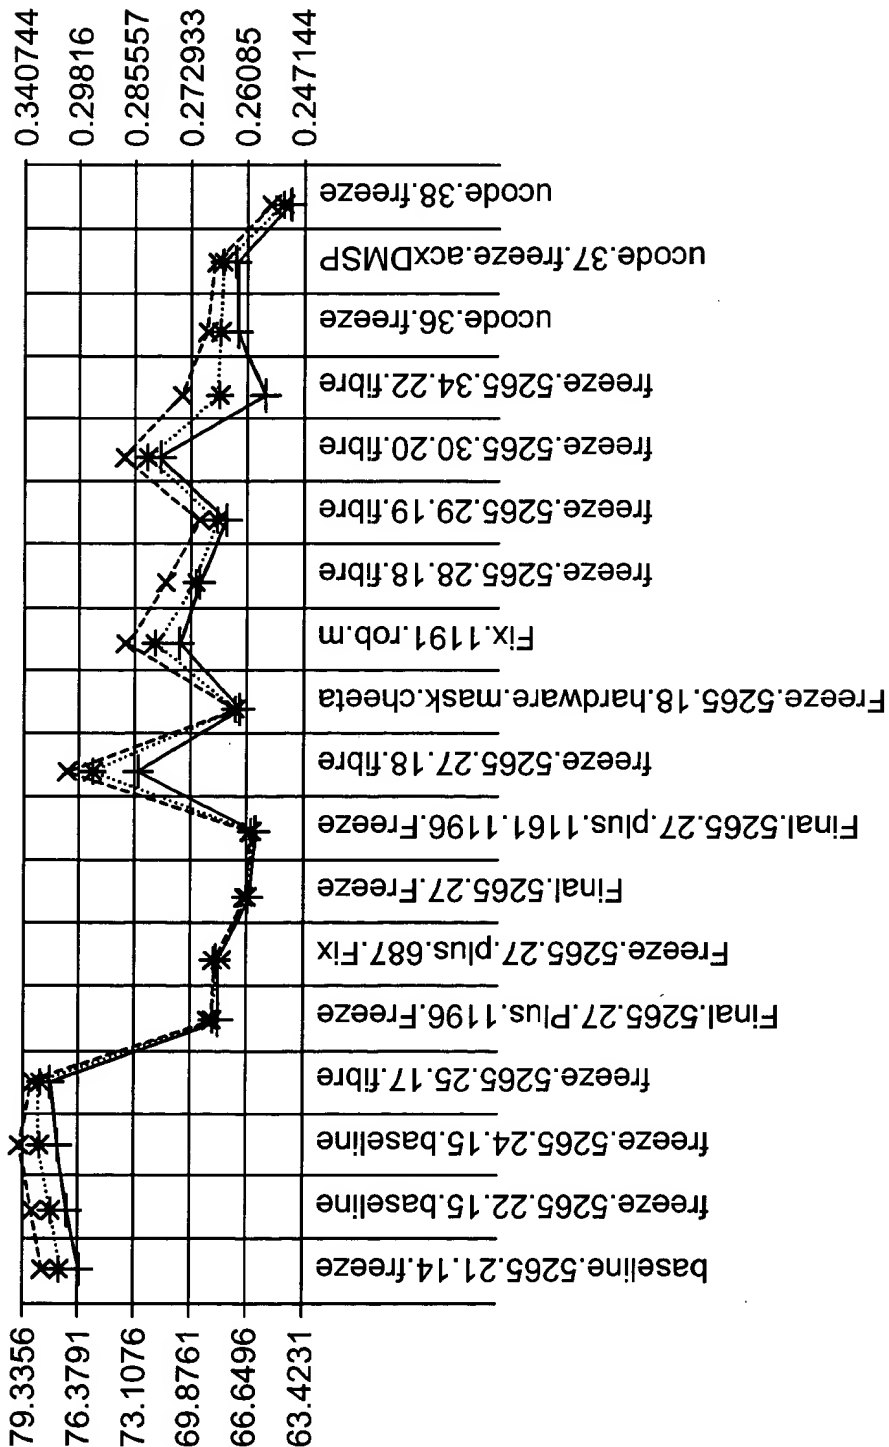 79.3356
76.3791
73.1076
69.8761
66.6496
63.4231
baseline.5265.21.14.freeze
freeze.5265.22.15.baseline
freeze.5265.24.15.baseline
freeze.5265.25.17.fibre
Final.5265.27.Plus.1196.Freeze
Freeze.5265.27.plus.687.Fix
Final.5265.27.Freeze
Final.5265.27.plus.1161.1196.Freeze
freeze.5265.27.18.fibre
Freeze.5265.18.hardware.mask.cheeta
Fix.1191.rob.m
freeze.5265.28.18.fibre
freeze.5265.29.19.fibre
freeze.5265.30.20.fibre
freeze.5265.34.22.fibre
ucode.36.freeze
ucode.37.freeze.acxDMSP
ucode.38.freeze
0.340744
0.29816
0.285557
0.272933
0.26085
0.247144